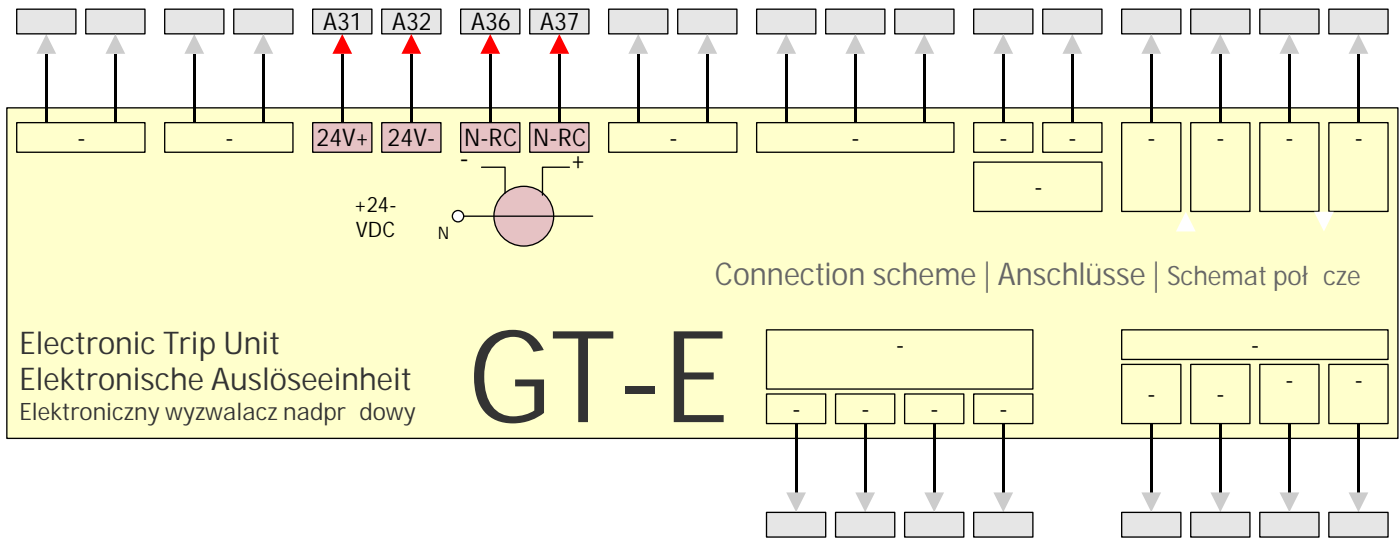 A31 A32 A36 A37
- - 24V+ 24V- N-RC N-RC - - - - - - - -
- +
-
+24-
VDC
N
Connection scheme | Anschlüsse | Schemat poł cze
Electronic Trip Unit
Elektronische Auslöseeinheit
Elektroniczny wyzwalacz nadpr dowy
GT-E
- -
- - - - - - - -